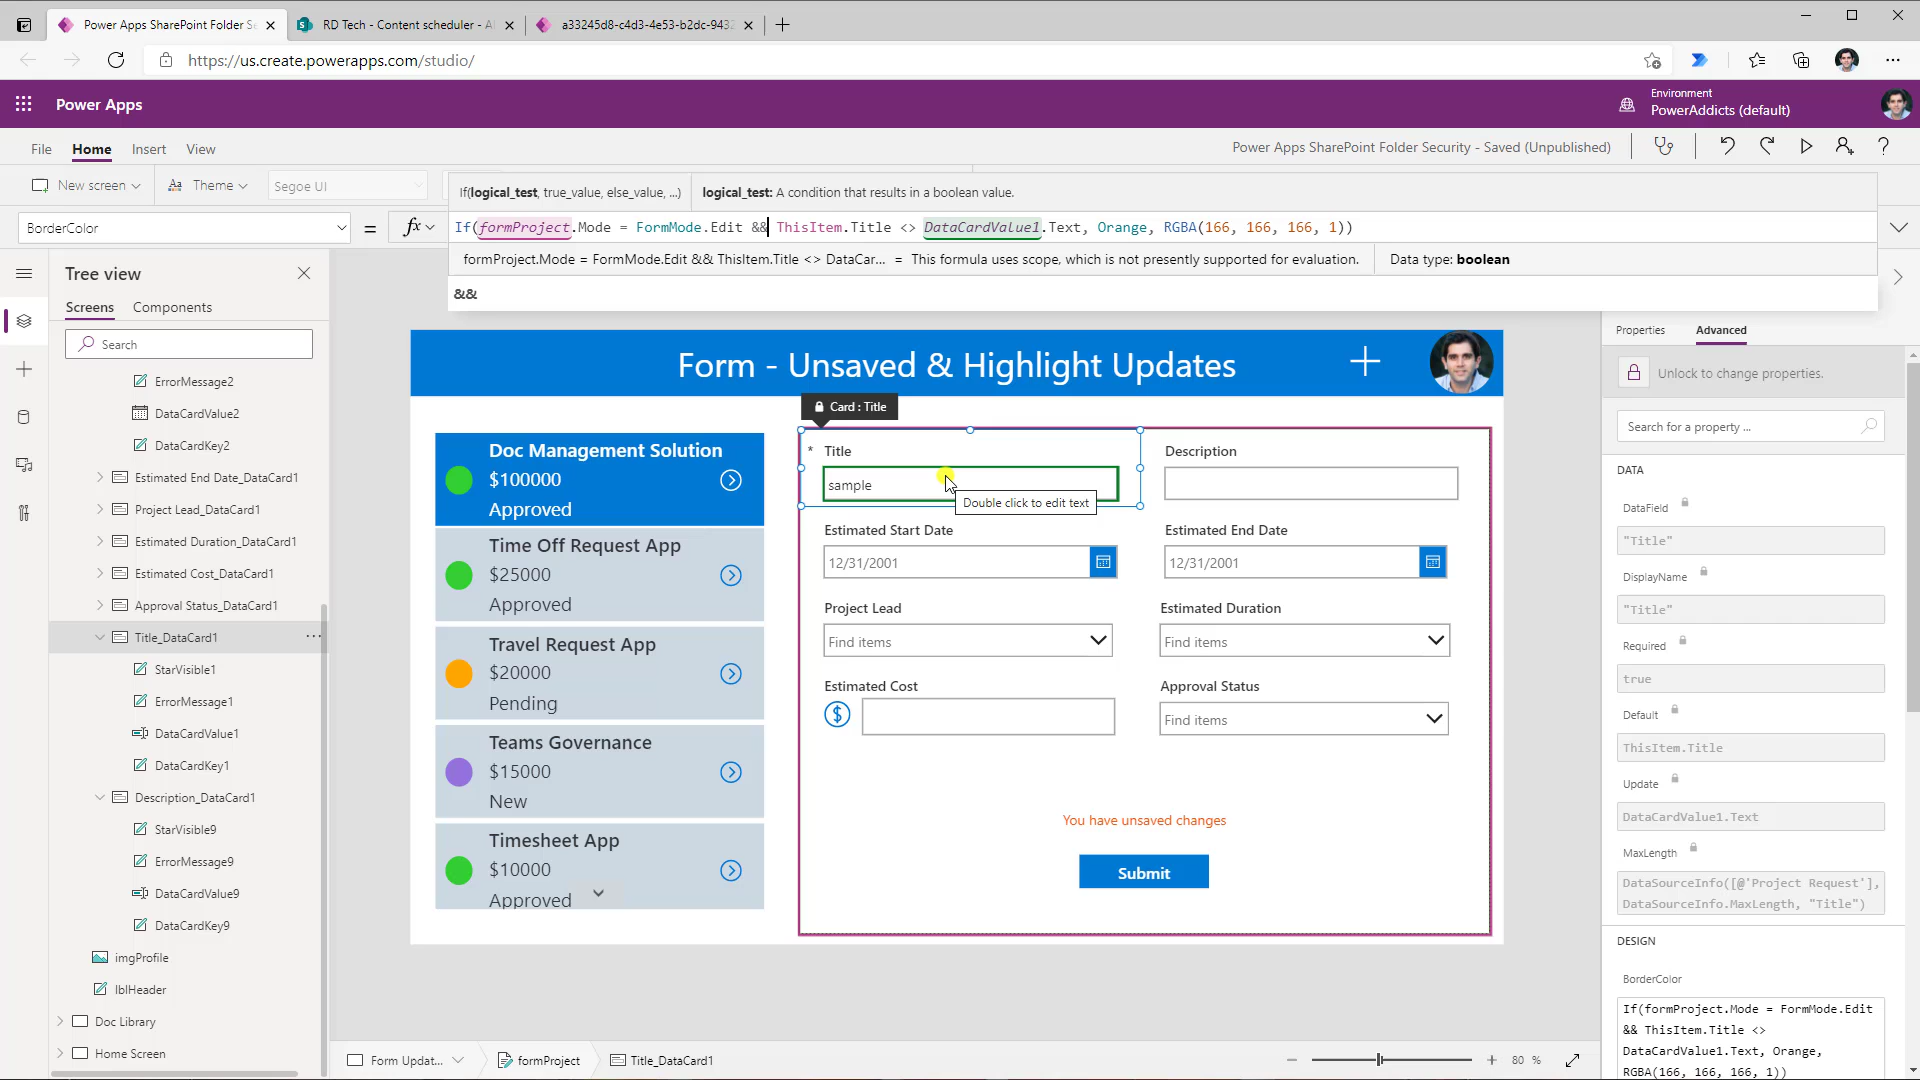 Power Apps SharePoint Folder Se
RD Tech - Content scheduler - Al
a33245d8-c4d3-4e53-b2dc-9432
https://us.create.powerapps.com/studio/
Power Apps
Environment
PowerAddicts (default)
File
Home
Insert
View
Power Apps SharePoint Folder Security - Saved (Unpublished)
New screen
Theme
Segoe UI
If(logical_test, true_value, else_value, ...)
logical_test: A condition that results in a boolean value.
BorderColor
=
fx
If(formProject.Mode = FormMode.Edit && ThisItem.Title <> DataCardValue1.Text, Orange, RGBA(166, 166, 166, 1))
formProject.Mode = FormMode.Edit && ThisItem.Title <> DataCar... = This formula uses scope, which is not presently supported for evaluation.
Data type: boolean
&&
Tree view
Screens
Components
Search
ErrorMessage2
DataCardValue2
DataCardKey2
Estimated End Date_DataCard1
Project Lead_DataCard1
Estimated Duration_DataCard1
Estimated Cost_DataCard1
Approval Status_DataCard1
Title_DataCard1
StarVisible1
ErrorMessage1
DataCardValue1
DataCardKey1
Description_DataCard1
StarVisible9
ErrorMessage9
DataCardValue9
DataCardKey9
imgProfile
lblHeader
Doc Library
Home Screen
Form - Unsaved & Highlight Updates
Card : Title
Doc Management Solution
$100000
Approved
Time Off Request App
$25000
Approved
Travel Request App
$20000
Pending
Teams Governance
$15000
New
Timesheet App
$10000
Approved
* Title
sample
Double click to edit text
Description
Estimated Start Date
12/31/2001
Estimated End Date
12/31/2001
Project Lead
Find items
Estimated Duration
Find items
Estimated Cost
$
Approval Status
Find items
You have unsaved changes
Submit
Properties
Advanced
Unlock to change properties.
Search for a property ...
DATA
DataField
"Title"
DisplayName
"Title"
Required
true
Default
ThisItem.Title
Update
DataCardValue1.Text
MaxLength
DataSourceInfo([@'Project Request'],
DataSourceInfo.MaxLength, "Title")
DESIGN
BorderColor
If(formProject.Mode = FormMode.Edit
&& ThisItem.Title <>
DataCardValue1.Text, Orange,
RGBA(166, 166, 166, 1))
Form Updat...
formProject
Title_DataCard1
80 %